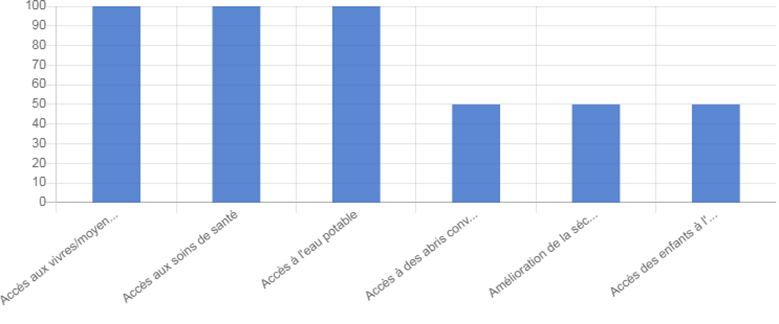 100
90
80
70
60
50
40
30
20
10
0
Accès aux vivres/moyen...
Accès aux soins de santé
Accès à l'eau potable
Accès à des abris conv...
Amélioration de la séc...
Accès des enfants à l'...